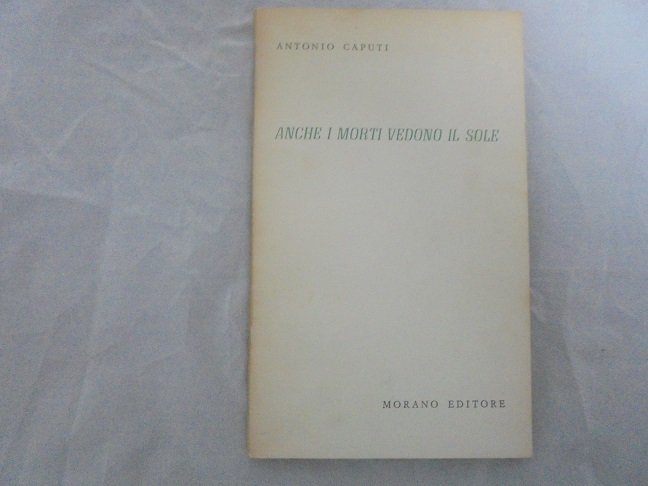 ANTONIO CAPUTI
ANCHE I MORTI VEDONO IL SOLE
MORANO EDITORE